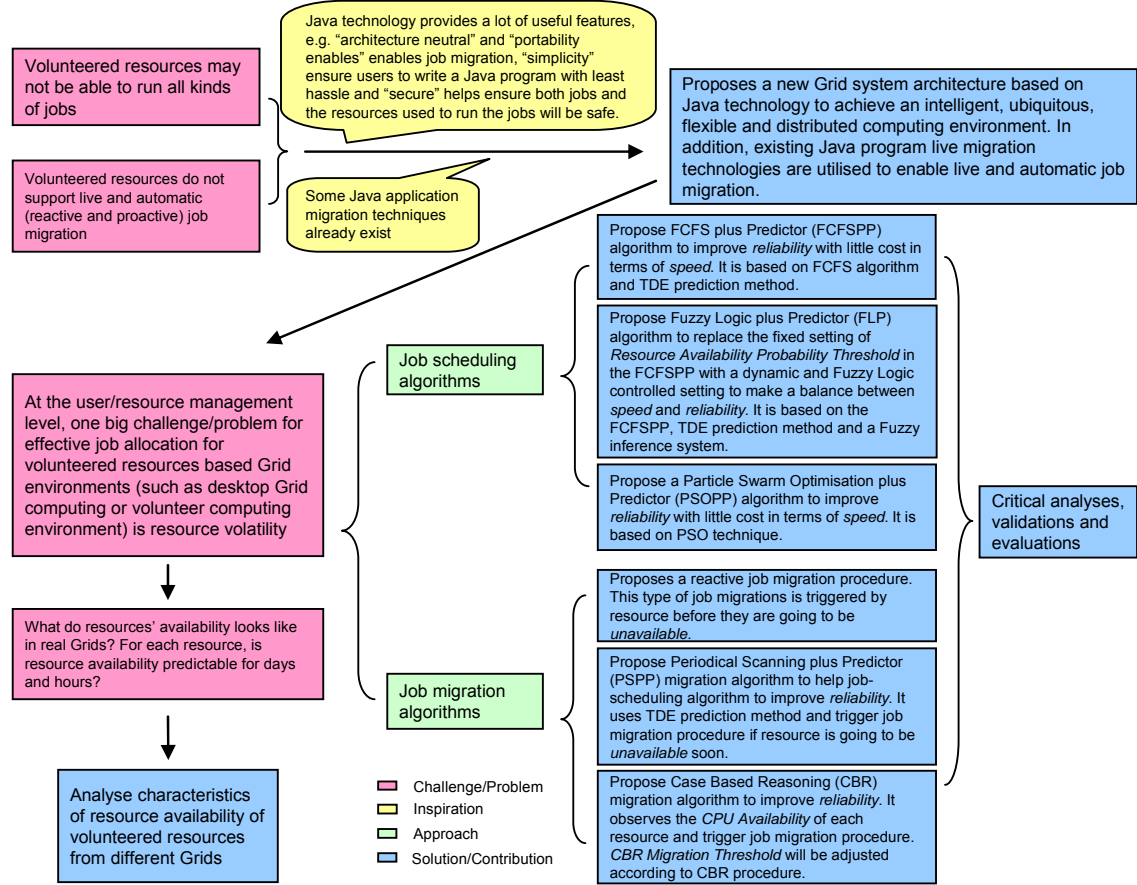 Volunteered resources may
not be able to run all kinds
of jobs
Volunteered resources do not
support live and automatic
(reactive and proactive) job
migration
Java technology provides a lot of useful features,
e.g. “architecture neutral” and “portability
enables” enables job migration, “simplicity”
ensure users to write a Java program with least
hassle and “secure” helps ensure both jobs and
the resources used to run the jobs will be safe.
Some Java application
migration techniques
already exist
Proposes a new Grid system architecture based on
Java technology to achieve an intelligent, ubiquitous,
flexible and distributed computing environment. In
addition, existing Java program live migration
technologies are utilised to enable live and automatic job
migration.
At the user/resource management
level, one big challenge/problem for
effective job allocation for
volunteered resources based Grid
environments (such as desktop Grid
computing or volunteer computing
environment) is resource volatility
What do resources’ availability looks like
in real Grids? For each resource, is
resource availability predictable for days
and hours?
Analyse characteristics
of resource availability of
volunteered resources
from different Grids
Job scheduling
algorithms
Propose FCFS plus Predictor (FCFSPP)
algorithm to improve reliability with little cost in
terms of speed. It is based on FCFS algorithm
and TDE prediction method.
Propose Fuzzy Logic plus Predictor (FLP)
algorithm to replace the fixed setting of
Resource Availability Probability Threshold in
the FCFSPP with a dynamic and Fuzzy Logic
controlled setting to make a balance between
speed and reliability. It is based on the
FCFSPP, TDE prediction method and a Fuzzy
inference system.
Propose a Particle Swarm Optimisation plus
Predictor (PSOPP) algorithm to improve
reliability with little cost in terms of speed. It is
based on PSO technique.
Job migration
algorithms
Proposes a reactive job migration procedure.
This type of job migrations is triggered by
resource before they are going to be
unavailable.
Propose Periodical Scanning plus Predictor
(PSPP) migration algorithm to help job-
scheduling algorithm to improve reliability. It
uses TDE prediction method and trigger job
migration procedure if resource is going to be
unavailable soon.
Propose Case Based Reasoning (CBR)
migration algorithm to improve reliability. It
observes the CPU Availability of each
resource and trigger job migration procedure.
CBR Migration Threshold will be adjusted
according to CBR procedure.
Critical analyses,
validations and
evaluations
Challenge/Problem
Inspiration
Approach
Solution/Contribution